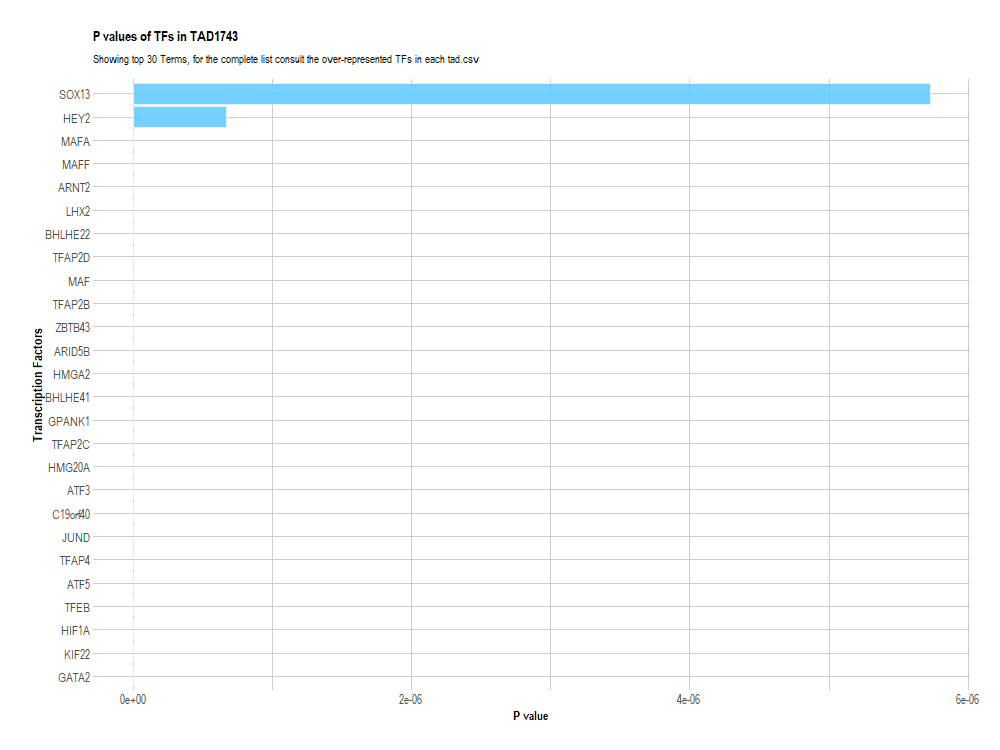 P values of TFs in TAD1743
Showing top 30 Terms, for the complete list consult the over-represented TFs in each tad.csv
SOX13
HEY2
MAFA
MAFF
ARNT2
LHX2
BHLHE22
TFAP2D
MAF
TFAP2B
ZBTB43
ARID5B
HMGA2
BHLHE41
GPANK1
TFAP2C
HMG20A
ATF3
C19orf40
JUND
TFAP4
ATF5
TFEB
HIF1A
KIF22
GATA2
Transcription Factors
0e+00 2e-06 4e-06 6e-06
P value